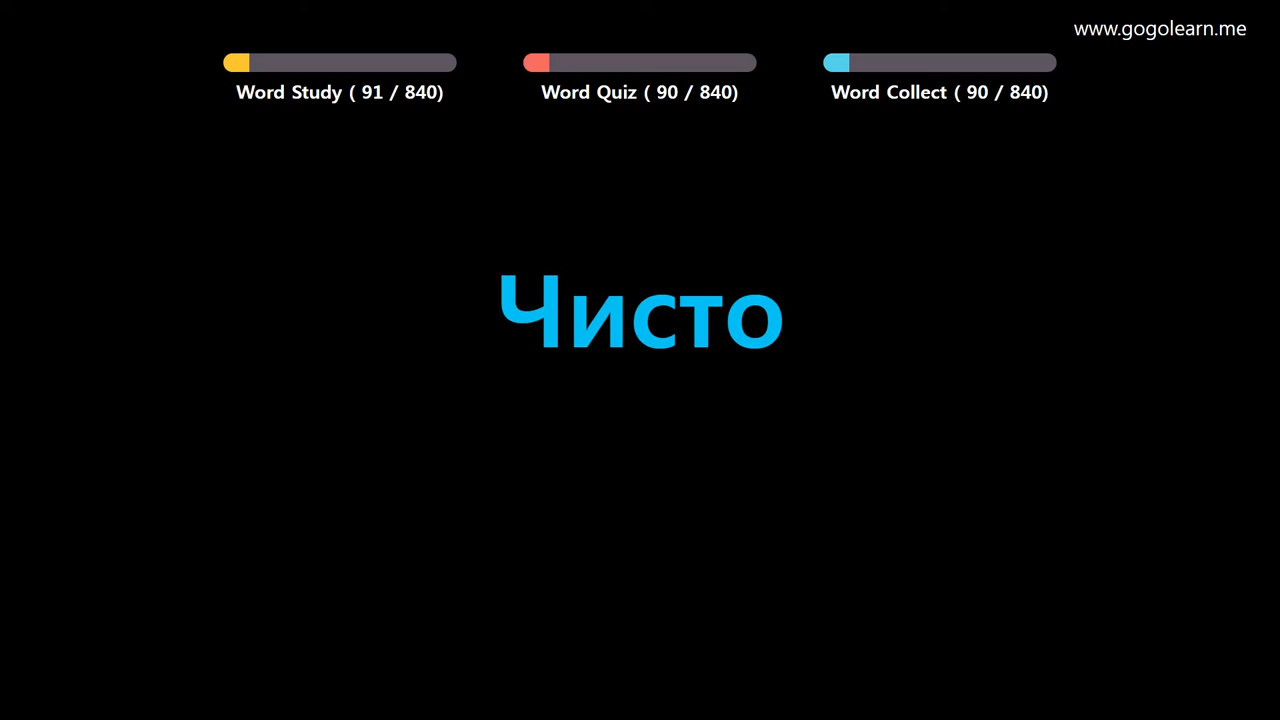 www.gogolearn.me
Word Study ( 91 / 840)
Word Quiz ( 90 / 840)
Word Collect ( 90 / 840)
Чисто